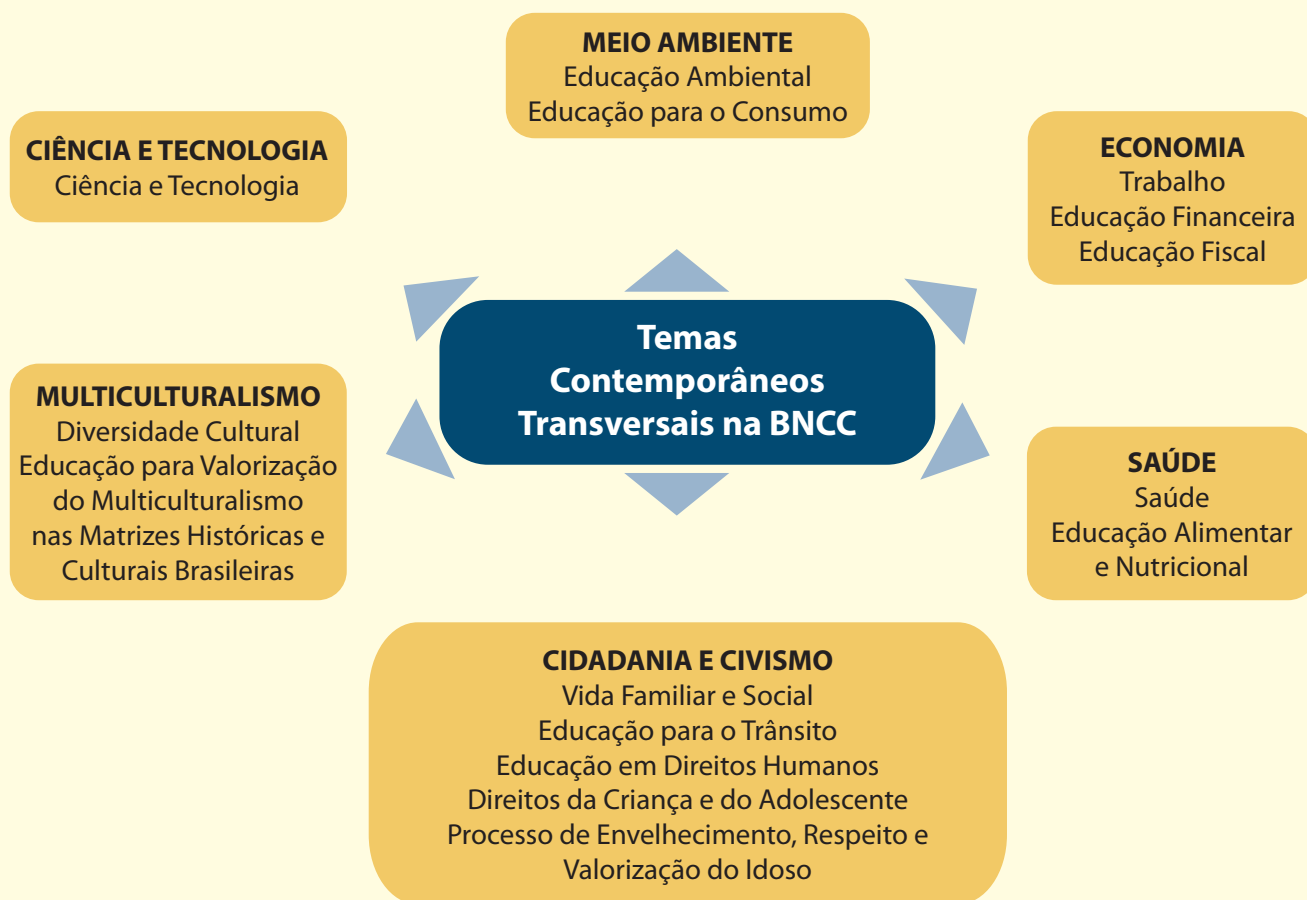 MEIO AMBIENTE
Educação Ambiental
Educação para o Consumo
CIÊNCIA E TECNOLOGIA
Ciência e Tecnologia
ECONOMIA
Trabalho
Educação Financeira
Educação Fiscal
Temas
Contemporâneos
Transversais na BNCC
MULTICULTURALISMO
Diversidade Cultural
Educação para Valorização
do Multiculturalismo
nas Matrizes Históricas e
Culturais Brasileiras
SAÚDE
Saúde
Educação Alimentar
e Nutricional
CIDADANIA E CIVISMO
Vida Familiar e Social
Educação para o Trânsito
Educação em Direitos Humanos
Direitos da Criança e do Adolescente
Processo de Envelhecimento, Respeito e
Valorização do Idoso